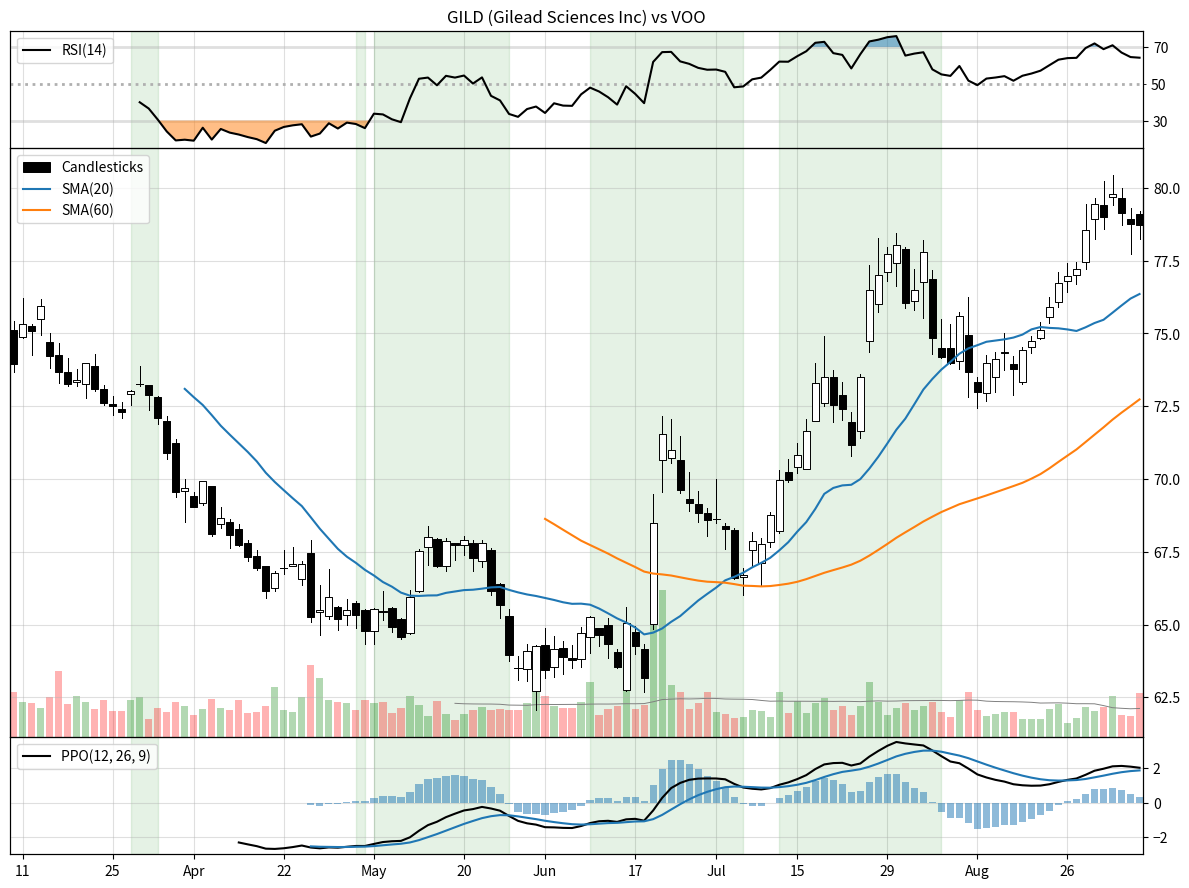 GILD (Gilead Sciences Inc) vs VOO
RSI(14)
70
50
30
Candlesticks
SMA(20)
SMA(60)
80.0
77.5
75.0
72.5
70.0
67.5
65.0
62.5
PPO(12, 26, 9)
2
0
−2
11
25
Apr
22
May
20
Jun
17
Jul
15
29
Aug
26